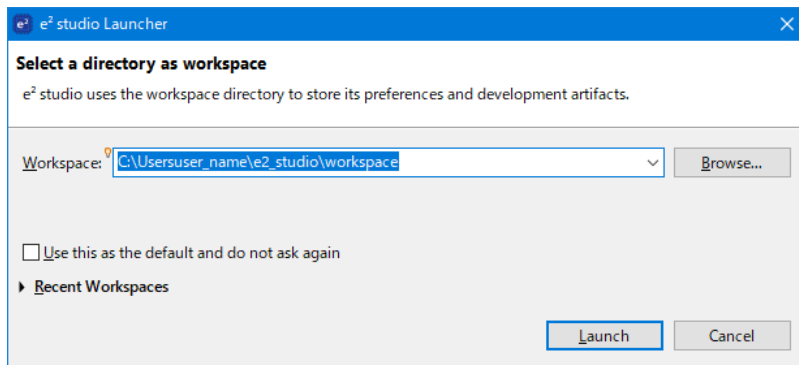 e² studio Launcher
Select a directory as workspace
e² studio uses the workspace directory to store its preferences and development artifacts.
Workspace: C:\Usersuser_name\e2_studio\workspace Browse...
Use this as the default and do not ask again
Recent Workspaces
Launch Cancel